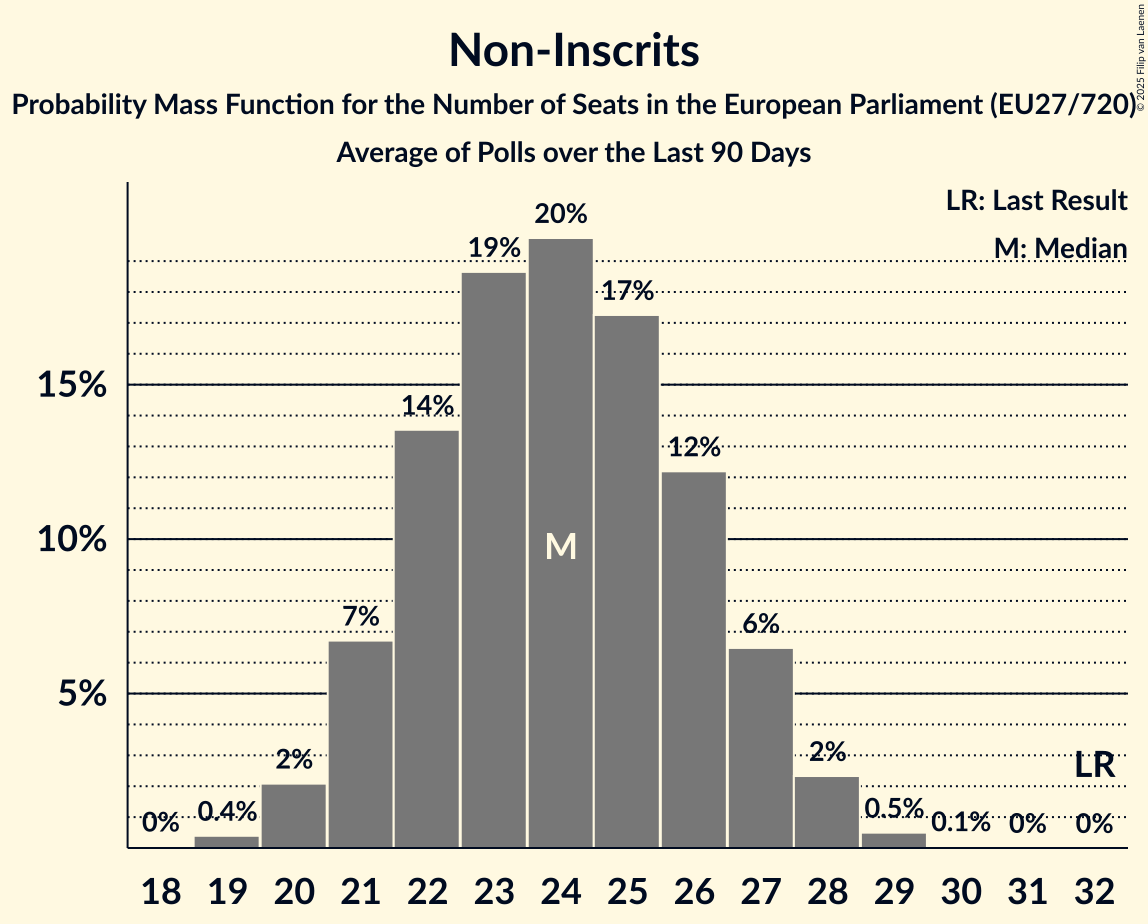 Non-Inscrits
Probability Mass Function for the Number of Seats in the European Parliament (EU27/720)
Average of Polls over the Last 90 Days
© 2025 Filip van Laenen
LR: Last Result
M: Median
20%
19%
17%
15%
14%
12%
10%
M
7%
6%
5%
2%
2%
LR
0%
0.4%
0.5%
0.1%
0%
0%
18 19 20 21 22 23 24 25 26 27 28 29 30 31 32